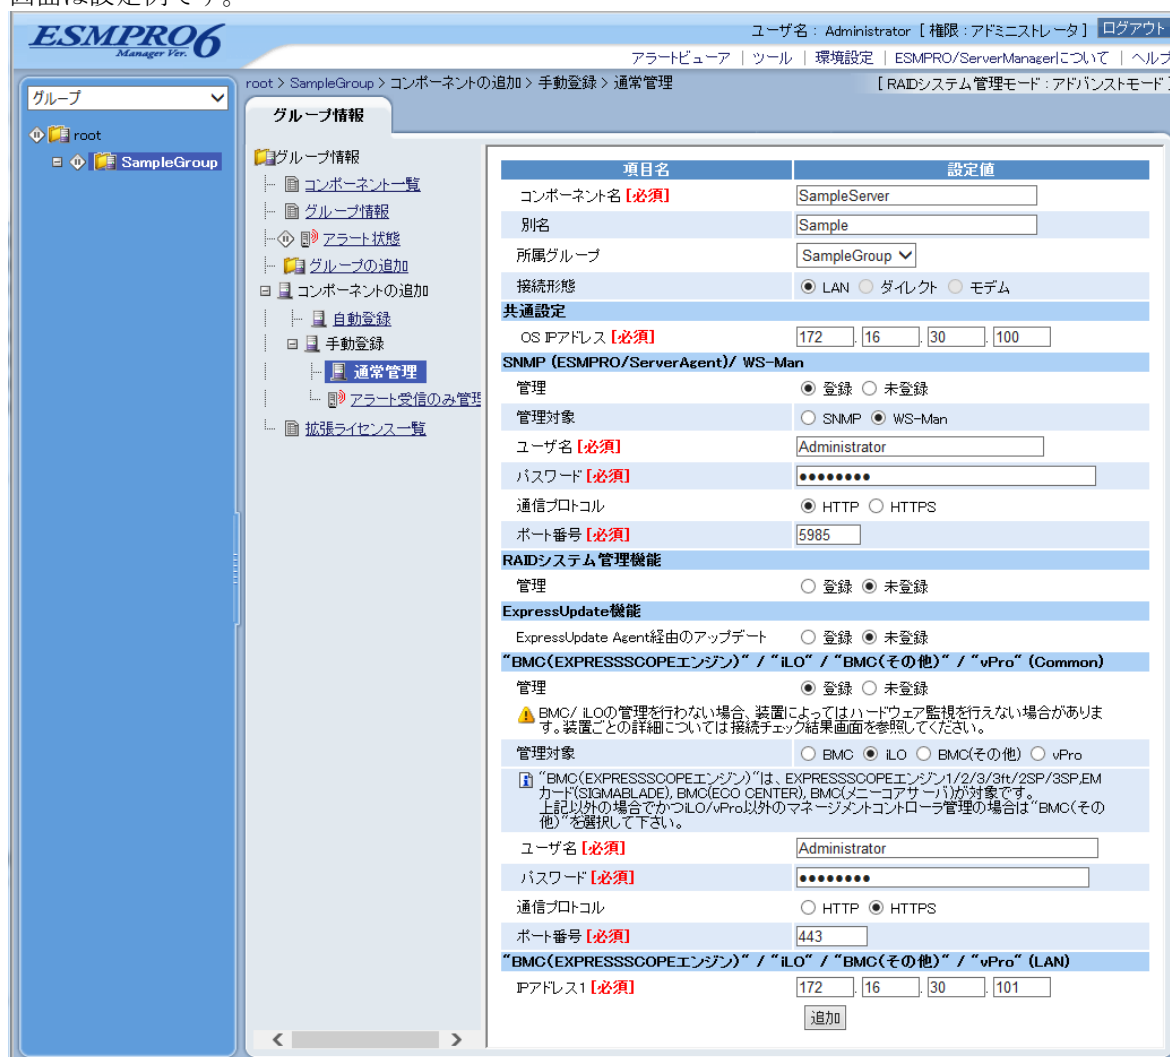 画面は設定例です。
ESMPRO6
Manager Ver.
ユーザ名 : Administrator [ 権限 : アドミニストレータ ] ログアウト
アラートビューア | ツール | 環境設定 | ESMPRO/ServerManagerについて | ヘルプ
root > SampleGroup > コンポーネントの追加 > 手動登録 > 通常管理
[ RAIDシステム管理モード : アドバンストモード ]
グループ
root
SampleGroup
グループ情報
グループ情報
コンポーネント一覧
グループ情報
アラート状態
グループの追加
コンポーネントの追加
自動登録
手動登録
通常管理
アラート受信のみ管理
拡張ライセンス一覧
項目名 設定値
コンポーネント名 [必須] SampleServer
別名 Sample
所属グループ SampleGroup
接続形態 LAN ダイレクト モデム
共通設定
OS IPアドレス [必須] 172 . 16 . 30 . 100
SNMP (ESMPRO/ServerAgent)/ WS-Man
管理 登録 未登録
管理対象 SNMP WS-Man
ユーザ名 [必須] Administrator
パスワード [必須] ●●●●●●●●
通信プロトコル HTTP HTTPS
ポート番号 [必須] 5985
RAIDシステム管理機能
管理 登録 未登録
ExpressUpdate機能
ExpressUpdate Agent経由のアップデート 登録 未登録
"BMC(EXPRESSSCOPEエンジン)" / "iLO" / "BMC(その他)" / "vPro" (Common)
管理 登録 未登録
BMC/ iLOの管理を行わない場合、装置によってはハードウェア監視を行えない場合がありま
す。装置ごとの詳細については接続チェック結果画面を参照してください。
管理対象 BMC iLO BMC(その他) vPro
"BMC(EXPRESSSCOPEエンジン)"は、EXPRESSSCOPEエンジン1/2/3/3ft/2SP/3SP,EM
カード(SIGMABLADE), BMC(ECO CENTER), BMC(メニーコアサーバ)が対象です。
上記以外の場合でかつiLO/vPro以外のマネージメントコントローラ管理の場合は"BMC(その
他)"を選択して下さい。
ユーザ名 [必須] Administrator
パスワード [必須] ●●●●●●●●
通信プロトコル HTTP HTTPS
ポート番号 [必須] 443
"BMC(EXPRESSSCOPEエンジン)" / "iLO" / "BMC(その他)" / "vPro" (LAN)
IPアドレス1 [必須] 172 . 16 . 30 . 101
追加